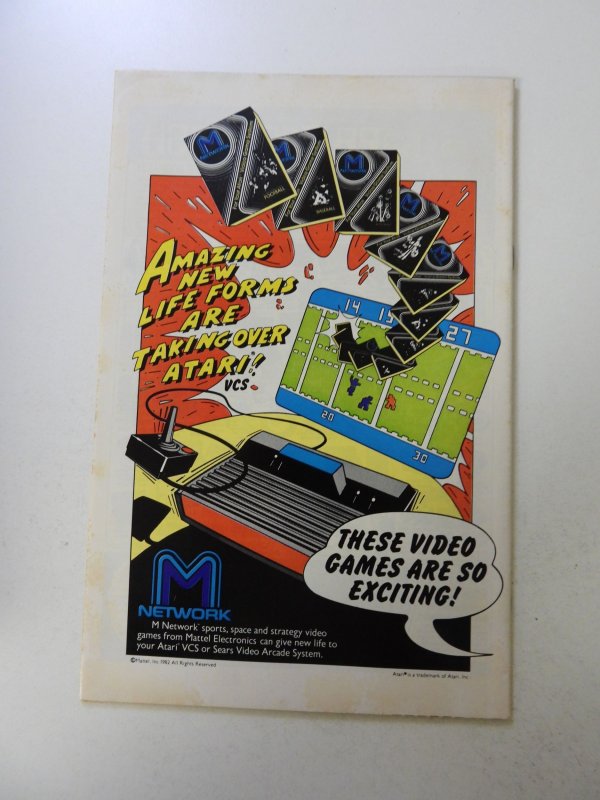 M
NETWORK
FOOTBALL
M
NETWORK
BASEBALL
M
NETWORK
AMAZING
NEW
LIFE FORMS
ARE
TAKING OVER
ATARI!
VCS
14 15 27
20 30
THESE VIDEO
GAMES ARE SO
EXCITING!
M
NETWORK
M Network™ sports, space and strategy video
games from Mattel Electronics can give new life to
your Atari® VCS or Sears Video Arcade System.
©Mattel, Inc. 1982 All Rights Reserved
Atari® is a trademark of Atari, Inc.